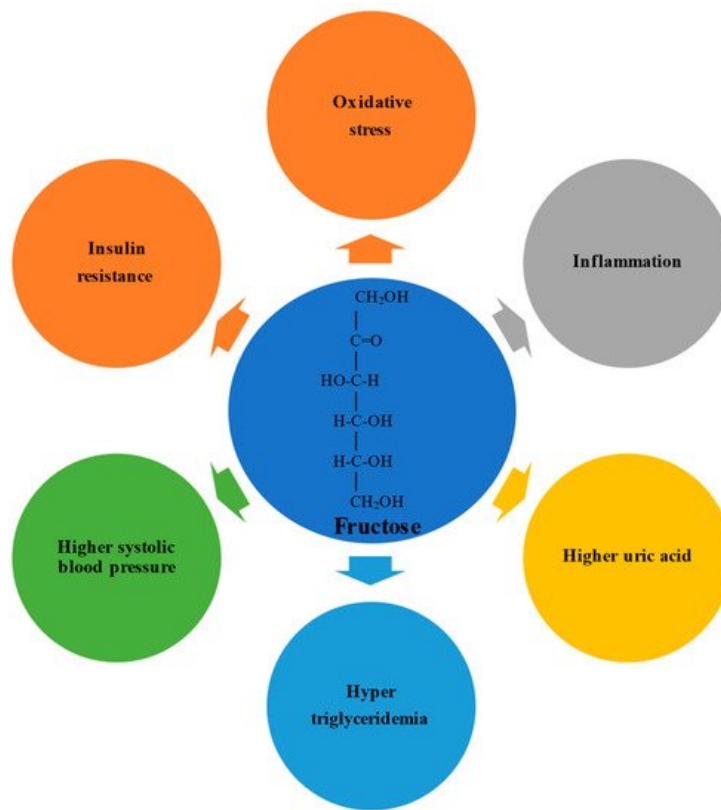 Oxidative
stress
Insulin
resistance
Inflammation
CH₂OH
|
C=O
|
HO-C-H
|
H-C-OH
|
H-C-OH
|
CH₂OH
Fructose
Higher systolic
blood pressure
Higher uric acid
Hyper
triglyceridemia